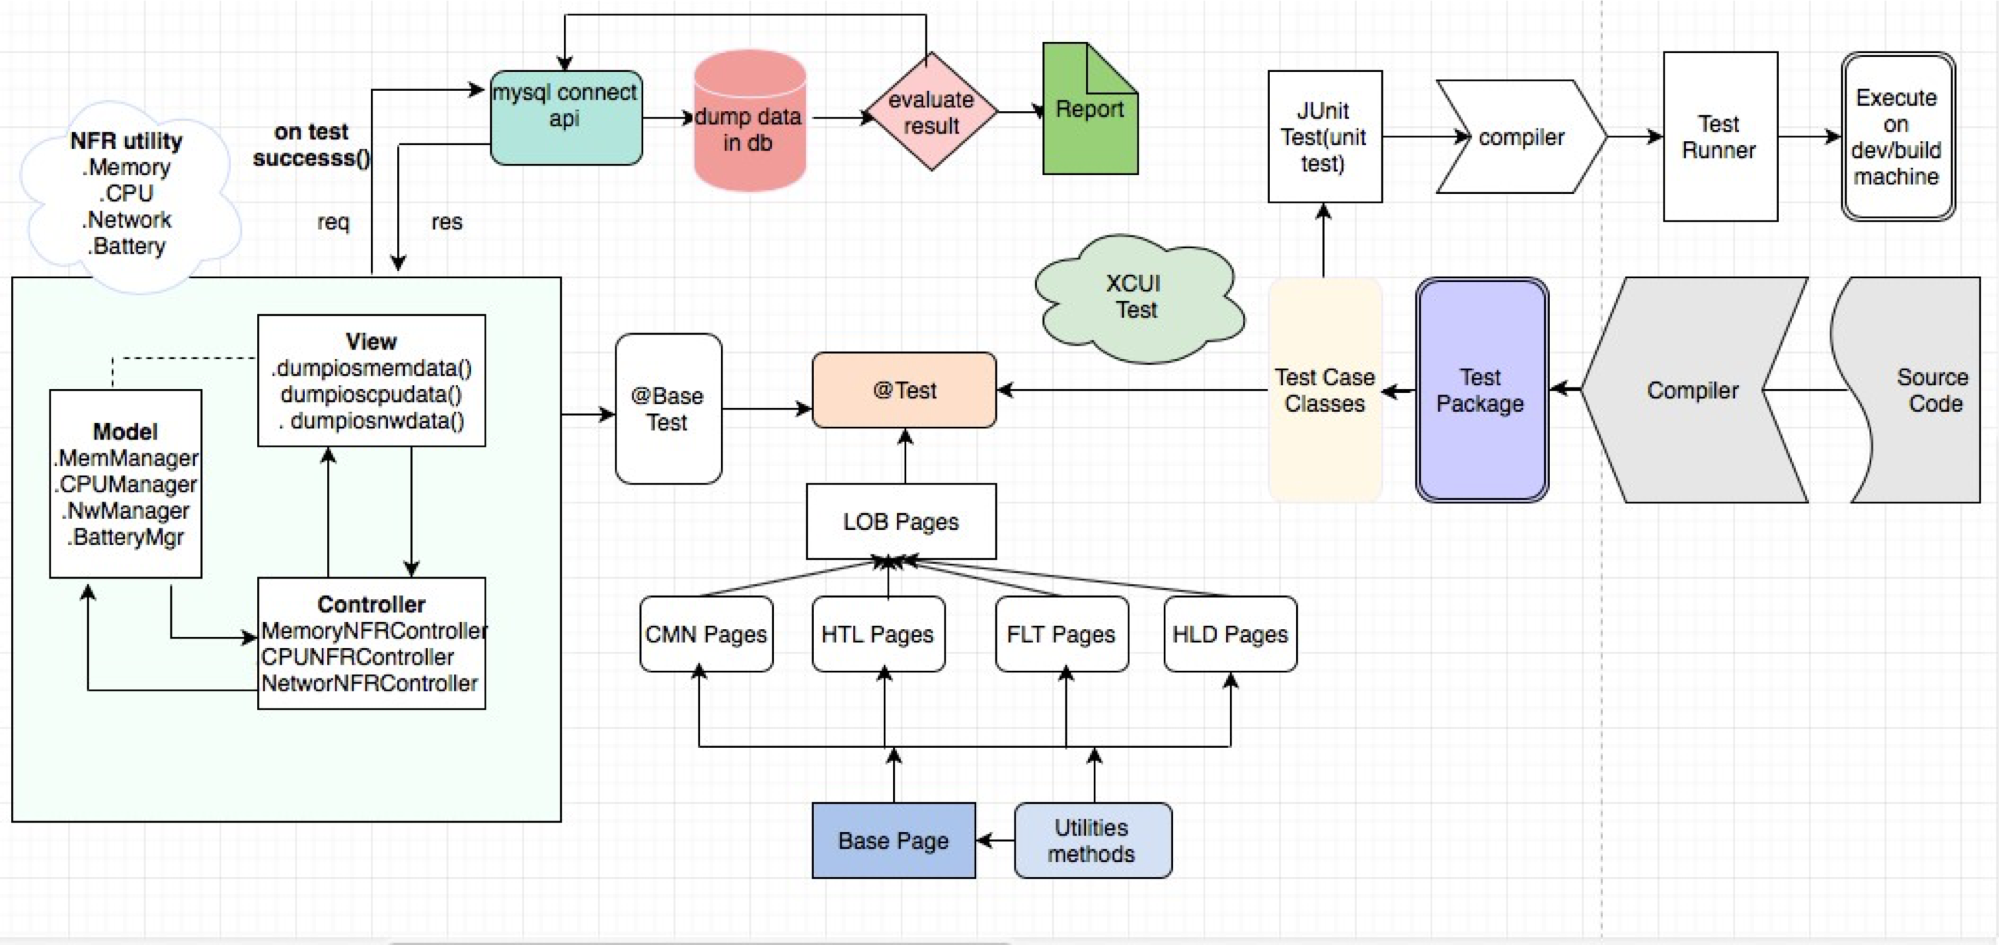 NFR utility
.Memory
.CPU
.Network
.Battery
on test
successs()
req
res
mysql connect
api
dump data
in db
evaluate
result
Report
JUnit
Test(unit
test)
compiler
Test
Runner
Execute
on
dev/build
machine
View
.dumpiosmemdata()
dumpioscpudata()
. dumpiosnwdata()
Model
.MemManager
.CPUManager
.NwManager
.BatteryMgr
Controller
MemoryNFRController
CPUNFRController
NetworNFRController
@Base
Test
@Test
XCUI
Test
Test Case
Classes
Test
Package
Compiler
Source
Code
LOB Pages
CMN Pages
HTL Pages
FLT Pages
HLD Pages
Base Page
Utilities
methods